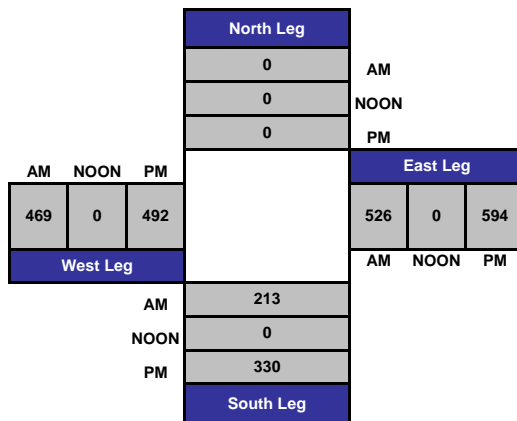 North Leg
0 AM
0 NOON
0 PM
AM NOON PM East Leg
469 0 492 526 0 594
West Leg AM NOON PM
AM 213
NOON 0
PM 330
South Leg